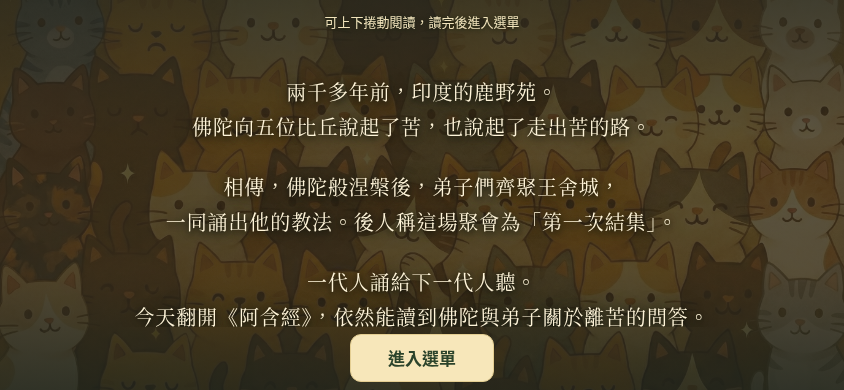 可上下捲動閱讀，讀完後進入選單
兩千多年前，印度的鹿野苑。
佛陀向五位比丘說起了苦，也說起了走出苦的路。
相傳，佛陀般涅槃後，弟子們齊聚王舍城，
一同誦出他的教法。後人稱這場聚會為「第一次結集」。
一代人誦給下一代人聽。
今天翻開《阿含經》，依然能讀到佛陀與弟子關於離苦的問答。
進入選單